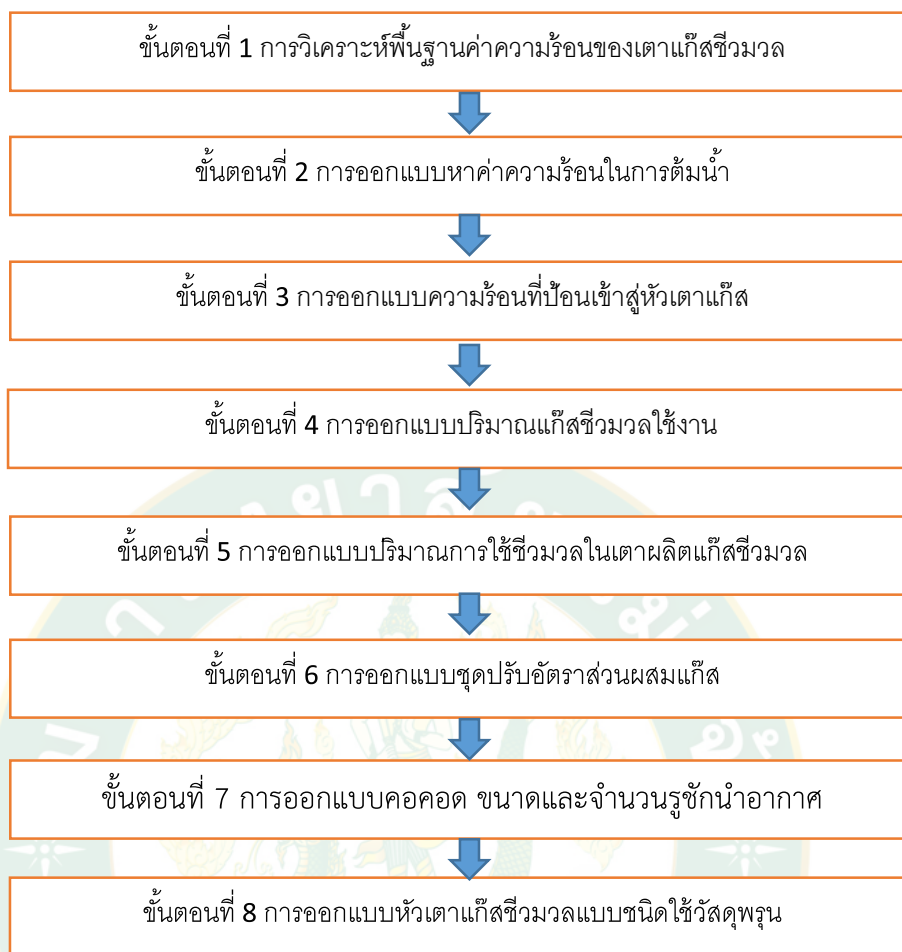 ขั้นตอนที่ 1 การวิเคราะห์พื้นฐานค่าความร้อนของเตาแก๊สชีวมวล
ขั้นตอนที่ 2 การออกแบบหาค่าความร้อนในการต้มน้ำ
ขั้นตอนที่ 3 การออกแบบความร้อนที่ป้อนเข้าสู่หัวเตาแก๊ส
ขั้นตอนที่ 4 การออกแบบปริมาณแก๊สชีวมวลใช้งาน
ขั้นตอนที่ 5 การออกแบบปริมาณการใช้ชีวมวลในเตาผลิตแก๊สชีวมวล
ขั้นตอนที่ 6 การออกแบบชุดปรับอัตราส่วนผสมแก๊ส
ขั้นตอนที่ 7 การออกแบบคอคอด ขนาดและจำนวนรูชักนำอากาศ
ขั้นตอนที่ 8 การออกแบบหัวเตาแก๊สชีวมวลแบบชนิดใช้วัสดุพรุน